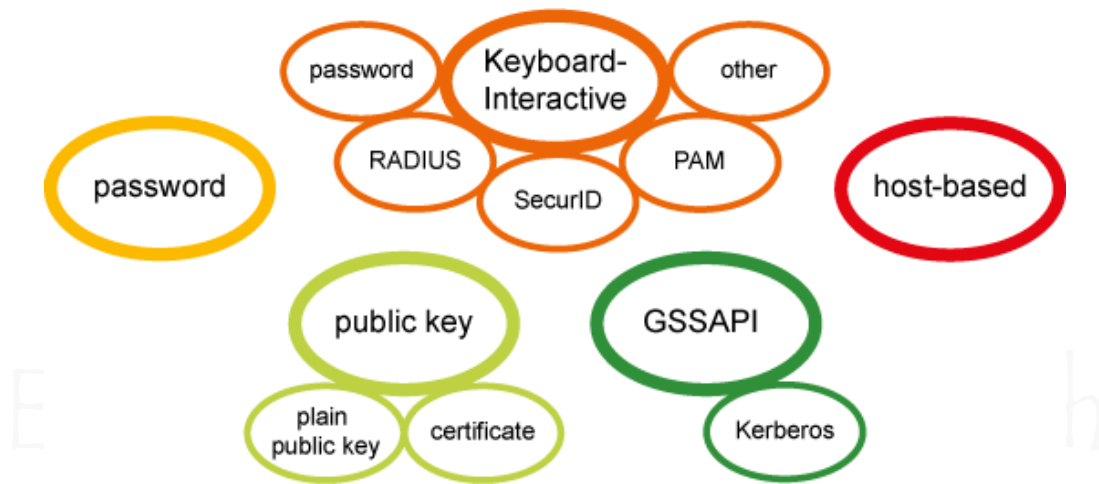 password
Keyboard-
Interactive
other
RADIUS
SecurID
PAM
password
host-based
public key
GSSAPI
plain
public key
certificate
Kerberos
E
h